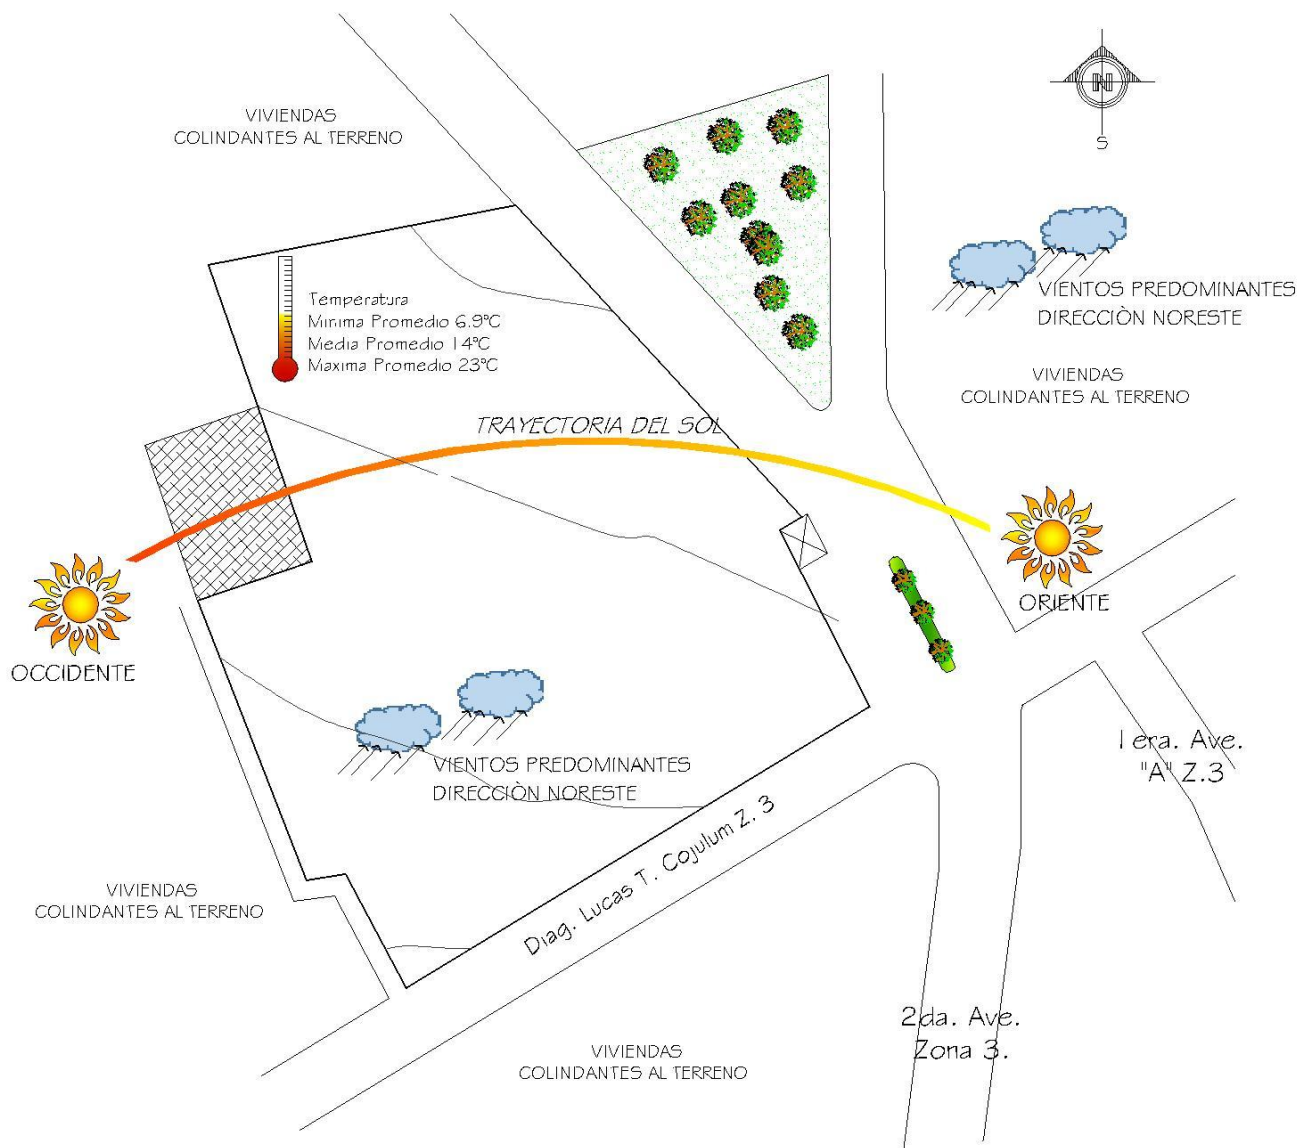 VIVIENDAS
COLINDANTES AL TERRENO
N
S
VIENTOS PREDOMINANTES
DIRECCIÒN NORESTE
Temperatura
Minima Promedio 6.9°C
Media Promedio 14°C
Maxima Promedio 23°C
VIVIENDAS
COLINDANTES AL TERRENO
TRAYECTORIA DEL SOL
ORIENTE
OCCIDENTE
1era. Ave.
"A" Z.3
VIENTOS PREDOMINANTES
DIRECCIÒN NORESTE
Diag. Lucas T. Cojulum Z. 3
VIVIENDAS
COLINDANTES AL TERRENO
2da. Ave.
Zona 3.
VIVIENDAS
COLINDANTES AL TERRENO